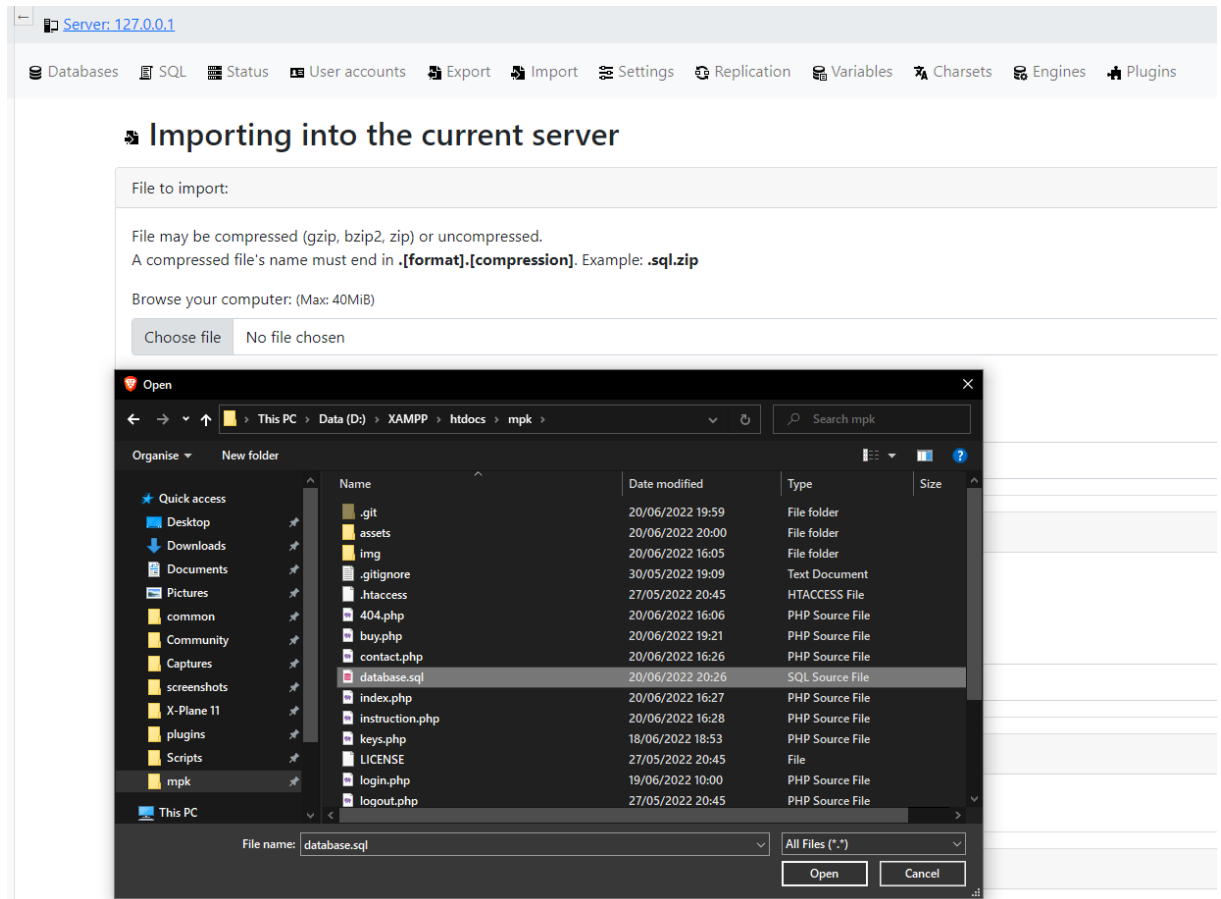 ←
Server: 127.0.0.1
Databases SQL Status User accounts Export Import Settings Replication Variables Charsets Engines Plugins
Importing into the current server
File to import:
File may be compressed (gzip, bzip2, zip) or uncompressed.
A compressed file's name must end in .[format].[compression]. Example: .sql.zip
Browse your computer: (Max: 40MiB)
Choose file No file chosen
Open
This PC › Data (D:) › XAMPP › htdocs › mpk ›
Search mpk
Organise New folder
Name Date modified Type Size
Quick access
Desktop
Downloads
Documents
Pictures
common
Community
Captures
screenshots
X-Plane 11
plugins
Scripts
mpk
This PC
.git 20/06/2022 19:59 File folder
assets 20/06/2022 20:00 File folder
img 20/06/2022 16:05 File folder
.gitignore 30/05/2022 19:09 Text Document
.htaccess 27/05/2022 20:45 HTACCESS File
404.php 20/06/2022 16:06 PHP Source File
buy.php 20/06/2022 19:21 PHP Source File
contact.php 20/06/2022 16:26 PHP Source File
database.sql 20/06/2022 20:26 SQL Source File
index.php 20/06/2022 16:27 PHP Source File
instruction.php 20/06/2022 16:28 PHP Source File
keys.php 18/06/2022 18:53 PHP Source File
LICENSE 27/05/2022 20:45 File
login.php 19/06/2022 10:00 PHP Source File
logout.php 27/05/2022 20:45 PHP Source File
File name: database.sql All Files (*.*)
Open Cancel